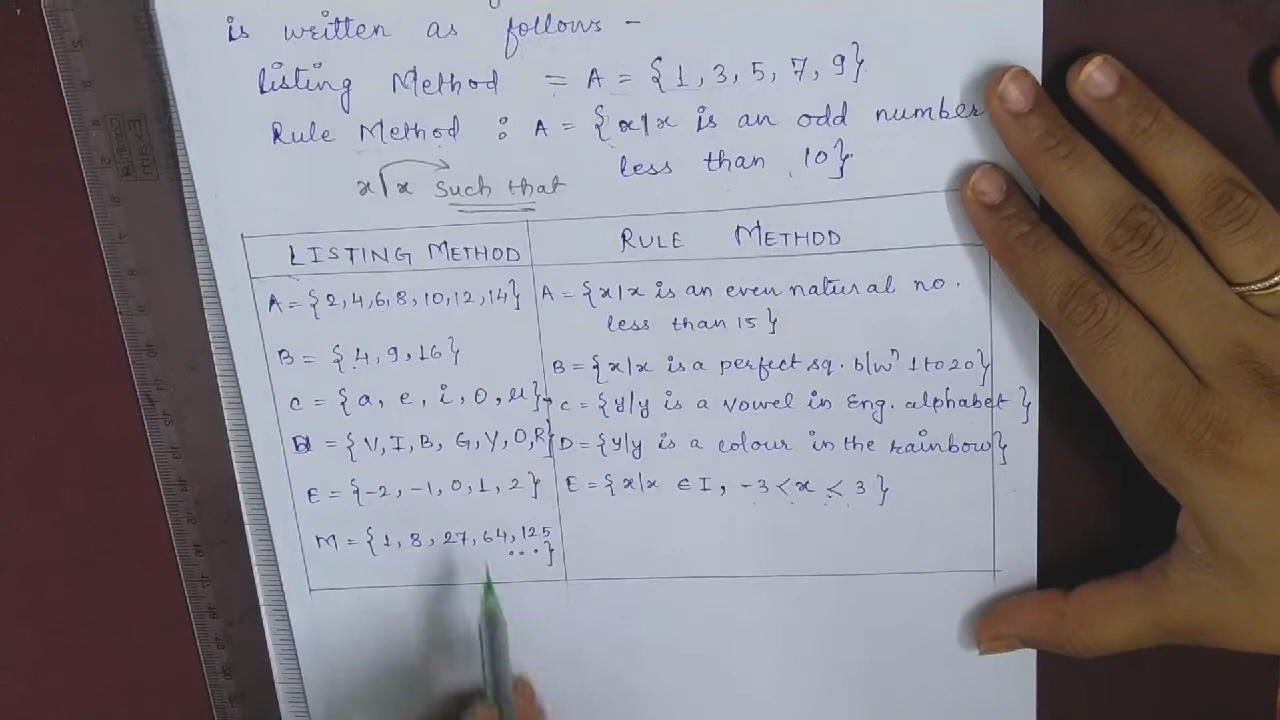 is written as follows -
Listing Method = A = {1, 3, 5, 7, 9}
Rule Method : A = {x/x is an odd number
less than 10}.
x/x such that
LISTING METHOD RULE METHOD
A = {2,4,6,8,10,12,14} A = {x/x is an even natural no.
less than 15}
B = {4, 9, 16} B = {x/x is a perfect sq. b/wⁿ 1 to 20}
C = {a, e, i, o, u} C = {y/y is a vowel in Eng. alphabet}
D = {V, I, B, G, Y, O, R} D = {y/y is a colour in the rainbow}
E = {-2, -1, 0, 1, 2} E = {x/x ∈ I, -3 < x < 3}
M = {1, 8, 27, 64, 125
...}